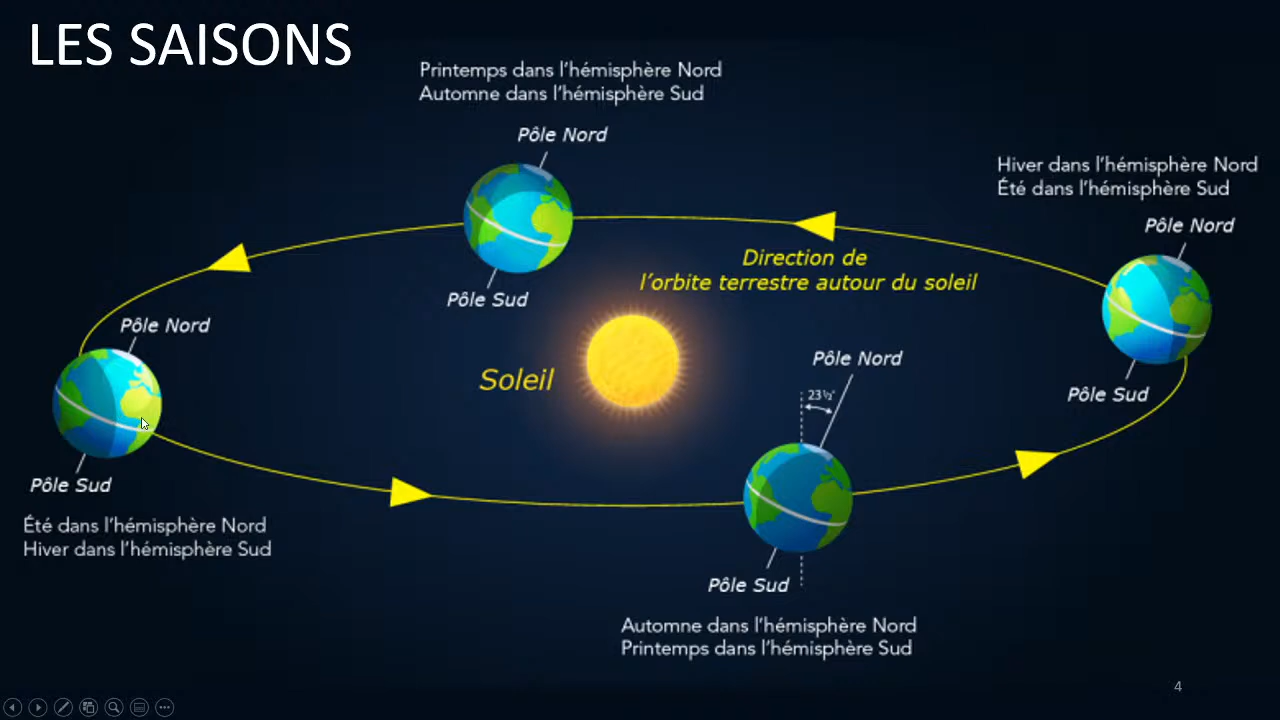 LES SAISONS
Printemps dans l'hémisphère Nord
Automne dans l'hémisphère Sud
Pôle Nord
Pôle Sud
Hiver dans l'hémisphère Nord
Été dans l'hémisphère Sud
Pôle Nord
Pôle Sud
Direction de
l'orbite terrestre autour du soleil
Pôle Nord
Pôle Sud
Été dans l'hémisphère Nord
Hiver dans l'hémisphère Sud
Soleil
Pôle Nord
23½°
Pôle Sud
Automne dans l'hémisphère Nord
Printemps dans l'hémisphère Sud
4